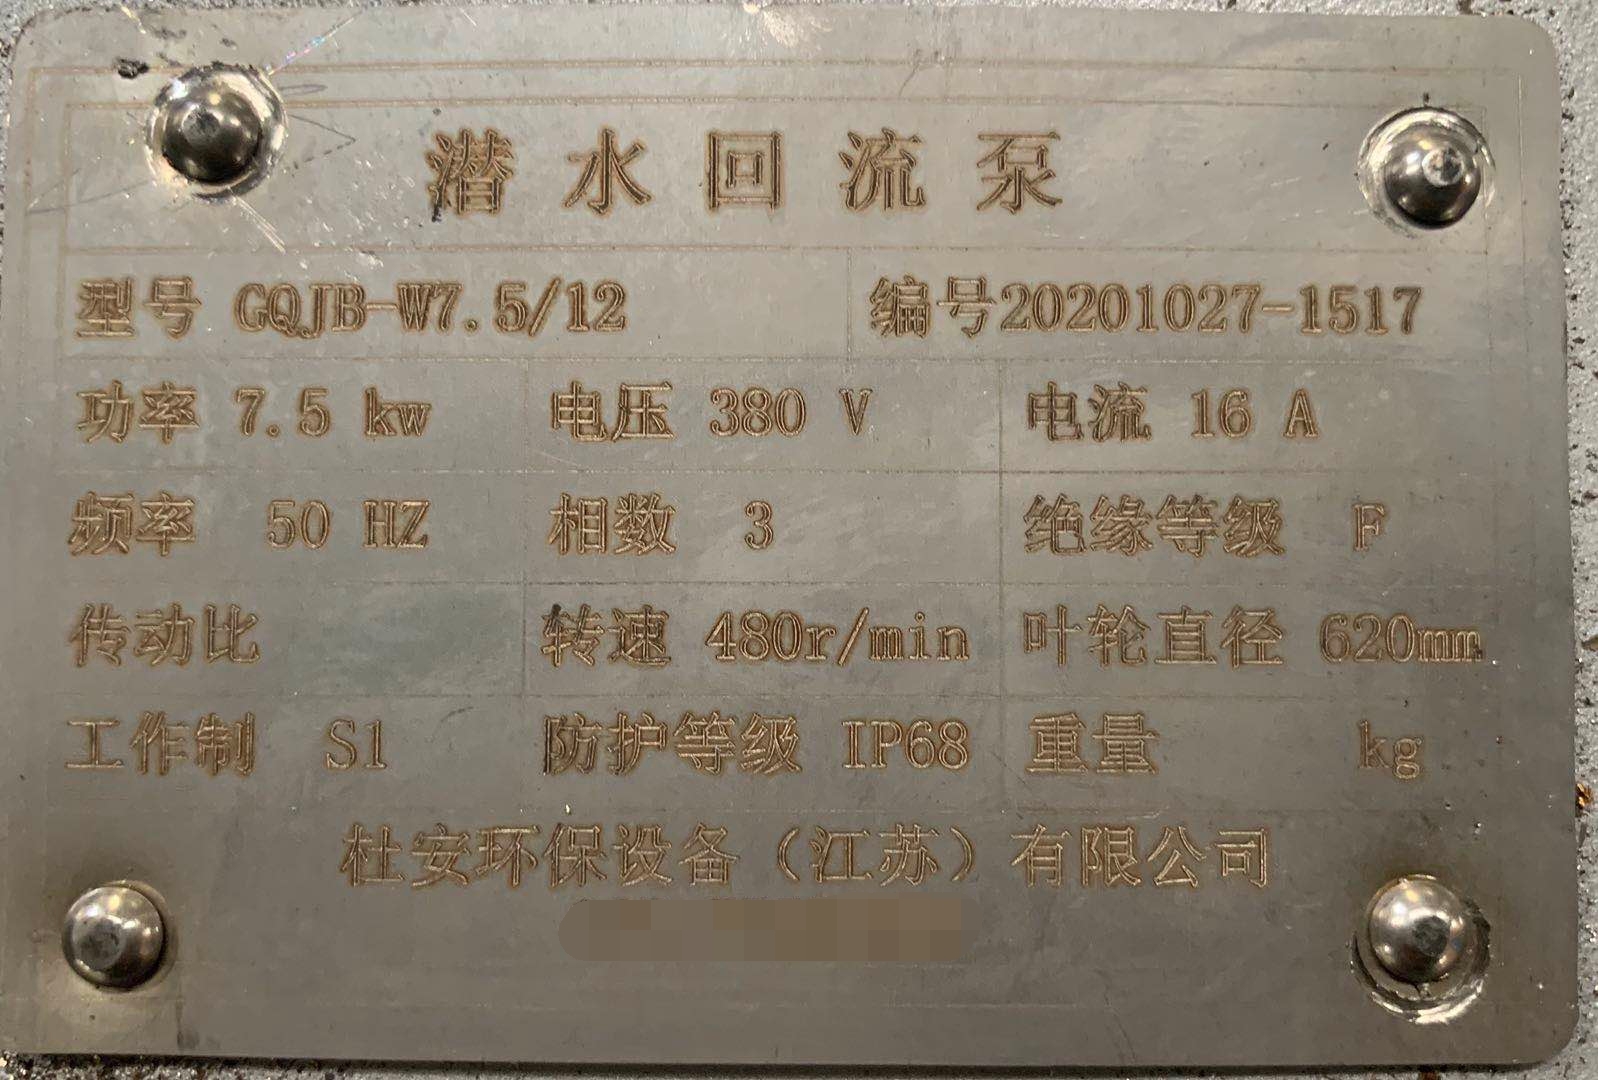 潜水回流泵
型号 GQJB-W7.5/12 编号20201027-1517
功率 7.5 kw 电压 380 V 电流 16 A
频率 50 HZ 相数 3 绝缘等级 F
传动比 转速 480r/min 叶轮直径 620mm
工作制 S1 防护等级 IP68 重量 kg
杜安环保设备（江苏）有限公司